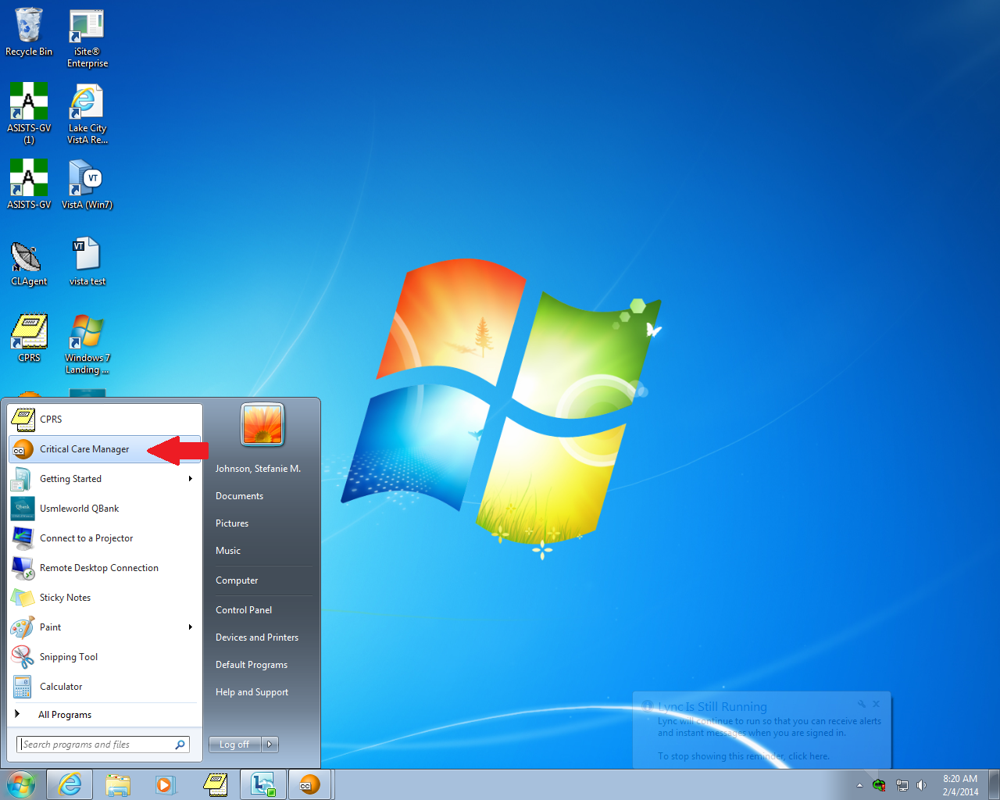 Recycle Bin
iSite®
Enterprise
A
ASISTS-GV
(1)
Lake City
VistA Re...
A
ASISTS-GV
VT
VistA (Win7)
CLAgent
VT
vista test
CPRS
Windows 7
Landing ...
CPRS
CC
Critical Care Manager
Getting Started
Qbank
Usmleworld QBank
Connect to a Projector
Remote Desktop Connection
Sticky Notes
Paint
Snipping Tool
Calculator
All Programs
Search programs and files
Johnson, Stefanie M.
Documents
Pictures
Music
Computer
Control Panel
Devices and Printers
Default Programs
Help and Support
Log off
Lync Is Still Running
Lync will continue to run so that you can receive alerts
and instant messages when you are signed in.
To stop showing this reminder, click here.
CC
8:20 AM
2/4/2014